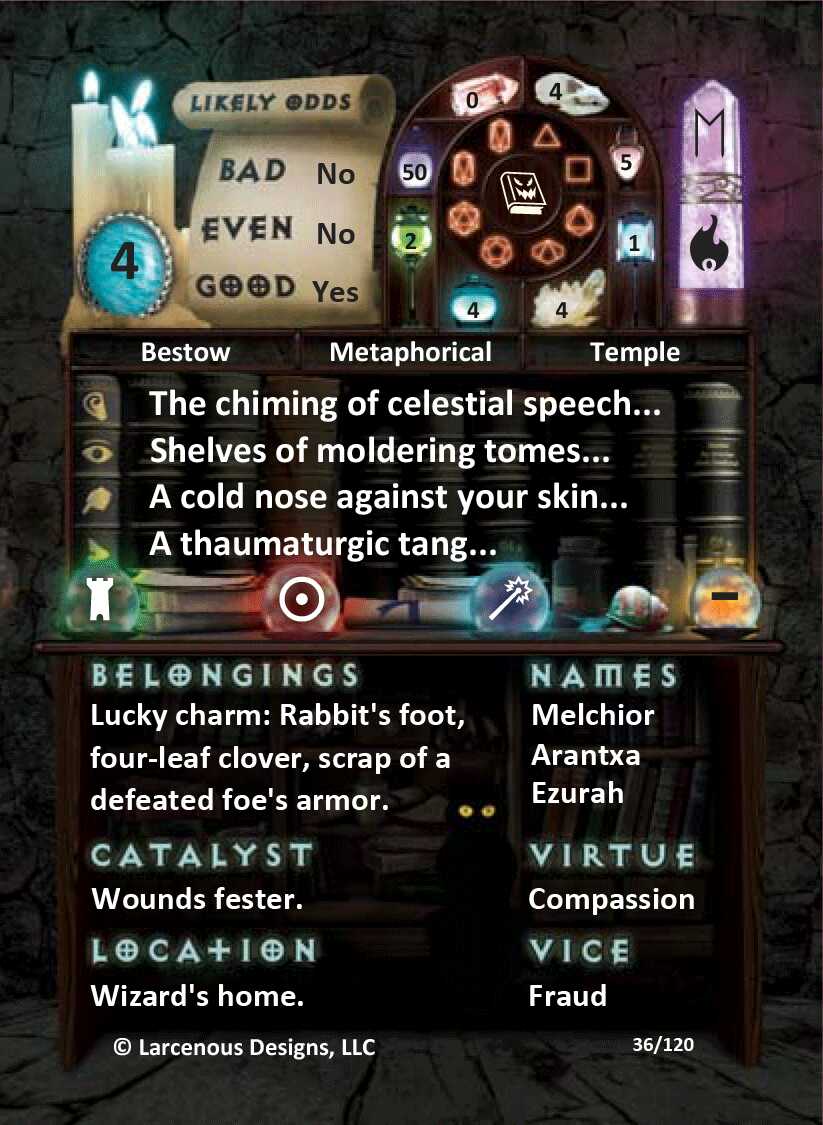 LIKELY ODDS
BAD No
EVEN No
GOOD Yes
4
0
4
50
5
2
1
4
4
ᛖ
Bestow Metaphorical Temple
The chiming of celestial speech...
Shelves of moldering tomes...
A cold nose against your skin...
A thaumaturgic tang...
BELONGINGS
Lucky charm: Rabbit's foot,
four-leaf clover, scrap of a
defeated foe's armor.
NAMES
Melchior
Arantxa
Ezurah
CATALYST
Wounds fester.
VIRTUE
Compassion
LOCATION
Wizard's home.
VICE
Fraud
© Larcenous Designs, LLC
36/120